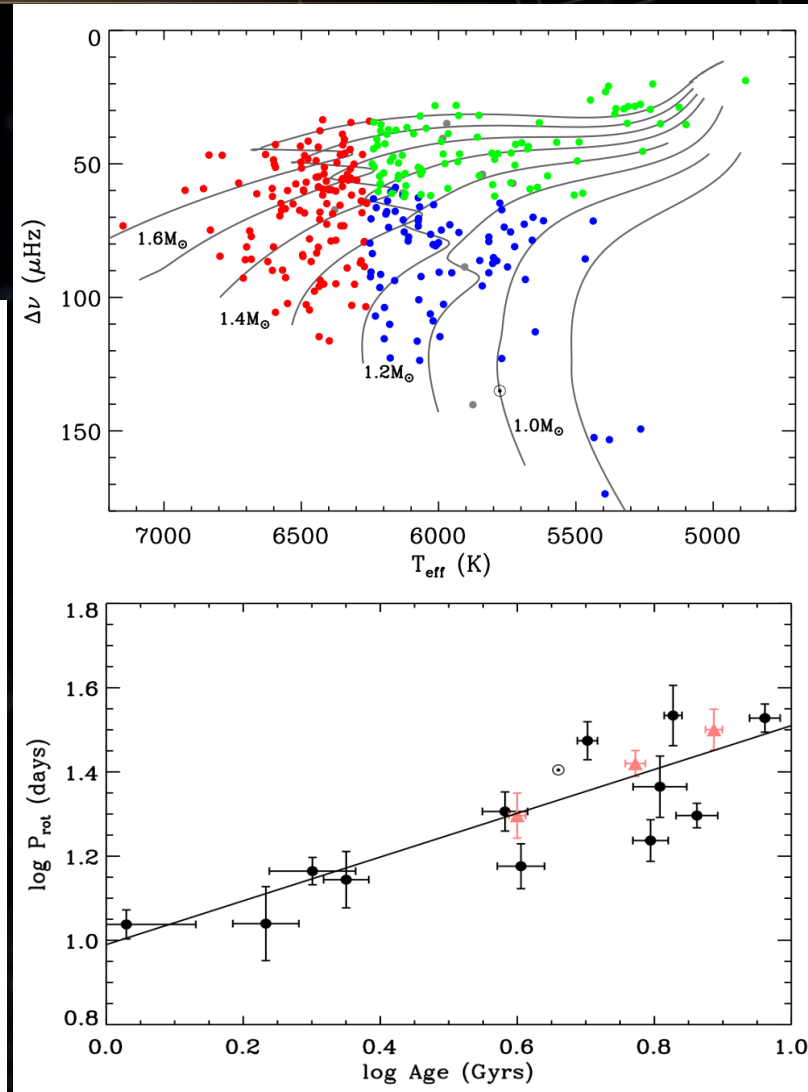 0
50
100
150
Δν (μHz)
1.6M☉
1.4M☉
1.2M☉
1.0M☉
7000 6500 6000 5500 5000
T_eff (K)
1.8
1.6
1.4
1.2
1.0
0.8
log P_rot (days)
0.0 0.2 0.4 0.6 0.8 1.0
log Age (Gyrs)